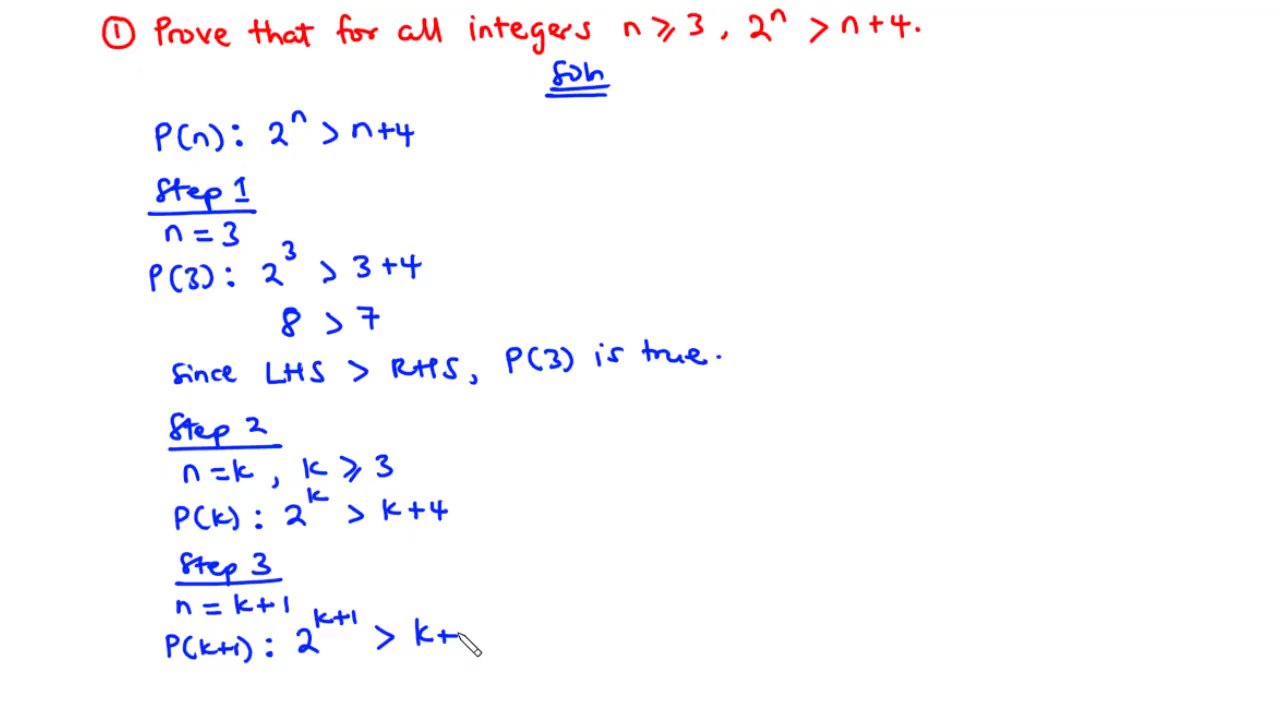 ① Prove that for all integers n ⩾ 3, 2ⁿ > n+4.
Soln
P(n): 2ⁿ > n+4
Step 1
n = 3
P(3): 2³ > 3+4
8 > 7
Since LHS > RHS, P(3) is true.
Step 2
n = k, k ⩾ 3
P(k): 2ᵏ > k+4
Step 3
n = k+1
P(k+1): 2ᵏ⁺¹ > k+